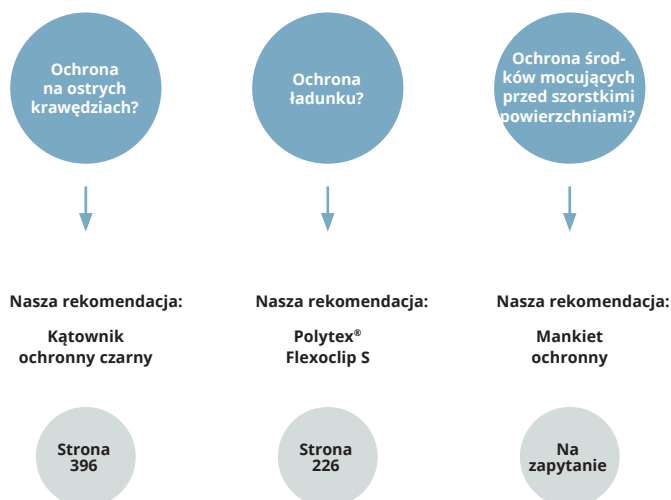 Ochrona
na ostrych
krawędziach?
Nasza rekomendacja:
Kątownik
ochronny czarny
Strona
396
Ochrona
ładunku?
Nasza rekomendacja:
Polytex®
Flexoclip S
Strona
226
Ochrona środ-
ków mocujących
przed szorstkimi
powierzchniami?
Nasza rekomendacja:
Mankiet
ochronny
Na
zapytanie